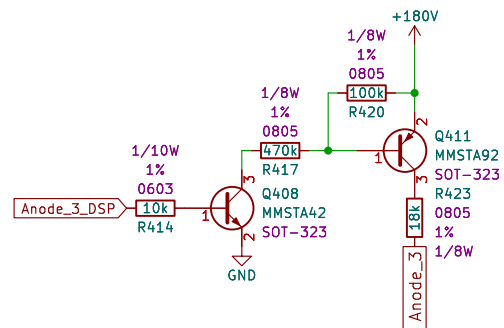 +180V
1/8W
1%
0805
100k
R420
1/8W
1%
0805
470k
R417
2
Q411
MMSTA92
SOT-323
1
3
R423
0805
1%
1/8W
18k
Anode_3
1/10W
1%
0603
Anode_3_DSP
10k
R414
3
Q408
MMSTA42
SOT-323
1
2
GND